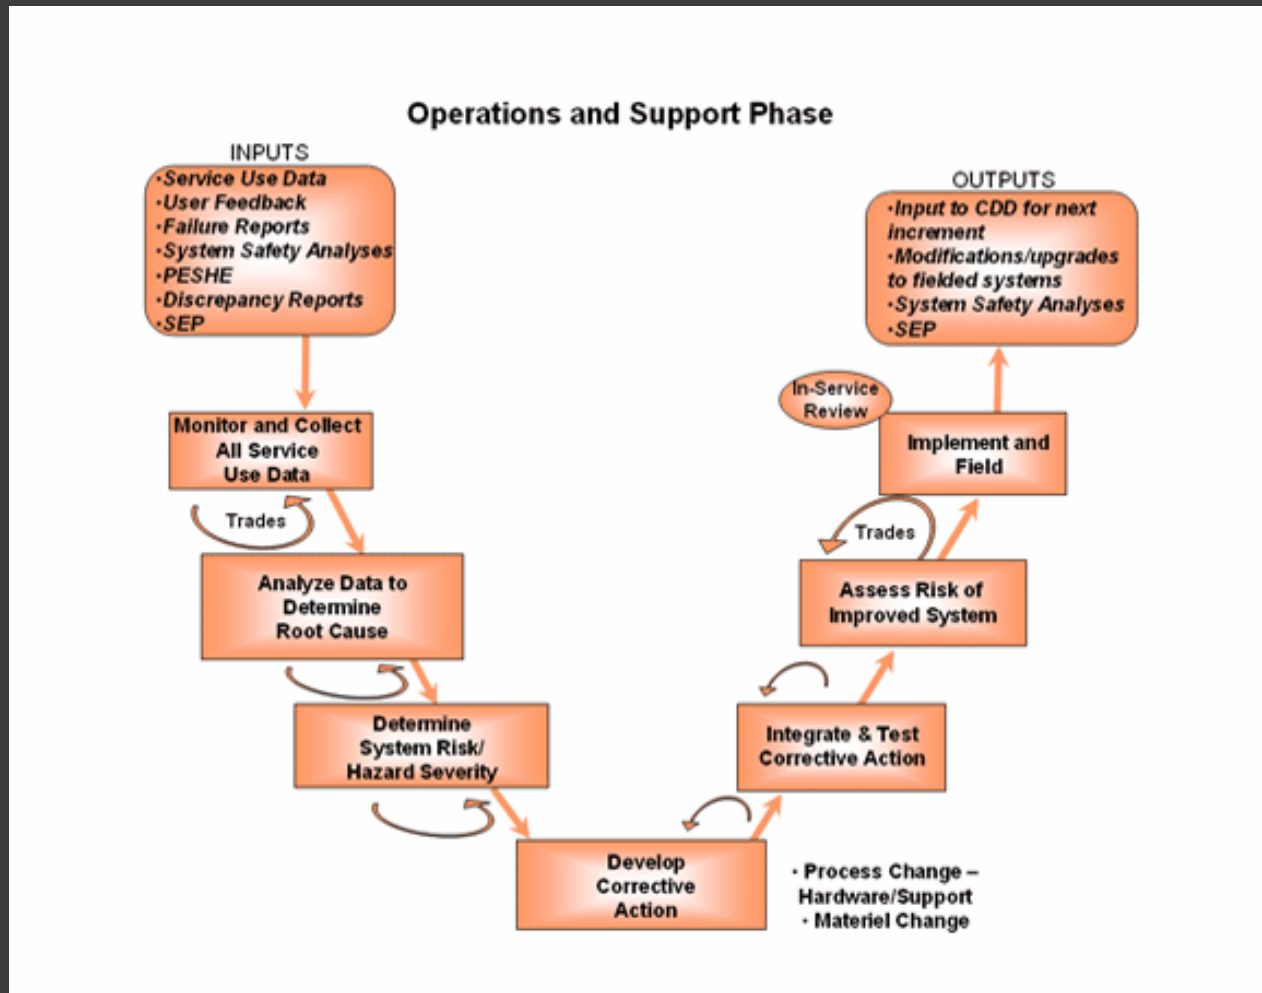 Operations and Support Phase
INPUTS
·Service Use Data
·User Feedback
·Failure Reports
·System Safety Analyses
·PESHE
·Discrepancy Reports
·SEP
Monitor and Collect
All Service
Use Data
Trades
Analyze Data to
Determine
Root Cause
Determine
System Risk/
Hazard Severity
Develop
Corrective
Action
· Process Change –
Hardware/Support
· Materiel Change
Integrate & Test
Corrective Action
Assess Risk of
Improved System
Trades
Implement and
Field
In-Service
Review
OUTPUTS
·Input to CDD for next
increment
·Modifications/upgrades
to fielded systems
·System Safety Analyses
·SEP